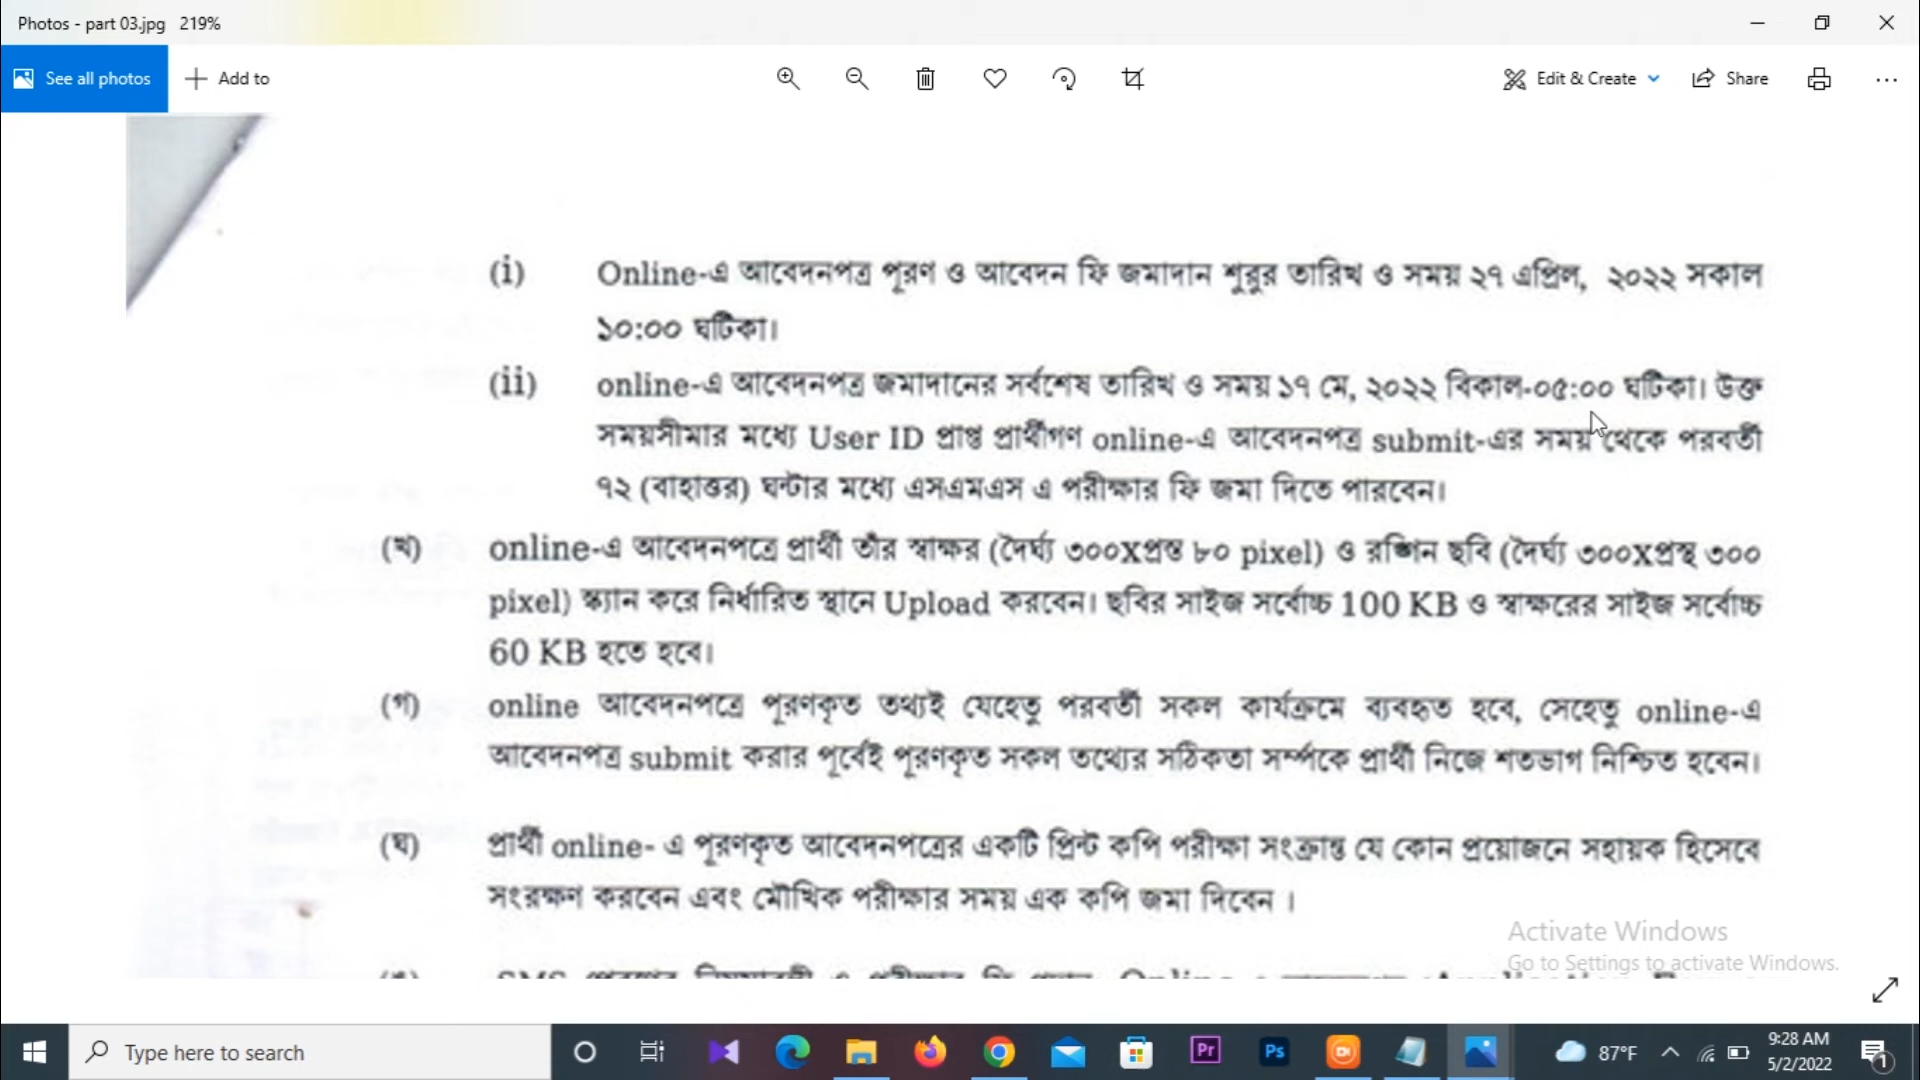 Photos - part 03.jpg 219%
See all photos
Add to
Edit & Create
Share
(i) Online-এ আবেদনপত্র পূরণ ও আবেদন ফি জমাদান শুরুর তারিখ ও সময় ২৭ এপ্রিল, ২০২২ সকাল
১০:০০ ঘটিকা।
(ii) online-এ আবেদনপত্র জমাদানের সর্বশেষ তারিখ ও সময় ১৭ মে, ২০২২ বিকাল-০৫:০০ ঘটিকা। উক্ত
সময়সীমার মধ্যে User ID প্রাপ্ত প্রার্থীগণ online-এ আবেদনপত্র submit-এর সময় থেকে পরবর্তী
৭২ (বাহাত্তর) ঘন্টার মধ্যে এসএমএস এ পরীক্ষার ফি জমা দিতে পারবেন।
(খ) online-এ আবেদনপত্রে প্রার্থী তাঁর স্বাক্ষর (দৈর্ঘ্য ৩০০Xপ্রস্ত ৮০ pixel) ও রঙ্গিন ছবি (দৈর্ঘ্য ৩০০Xপ্রস্থ ৩০০
pixel) স্ক্যান করে নির্ধারিত স্থানে Upload করবেন। ছবির সাইজ সর্বোচ্চ 100 KB ও স্বাক্ষরের সাইজ সর্বোচ্চ
60 KB হতে হবে।
(গ) online আবেদনপত্রে পূরণকৃত তথ্যই যেহেতু পরবর্তী সকল কার্যক্রমে ব্যবহৃত হবে, সেহেতু online-এ
আবেদনপত্র submit করার পূর্বেই পূরণকৃত সকল তথ্যের সঠিকতা সর্ম্পকে প্রার্থী নিজে শতভাগ নিশ্চিত হবেন।
(ঘ) প্রার্থী online- এ পূরণকৃত আবেদনপত্রের একটি প্রিন্ট কপি পরীক্ষা সংক্রান্ত যে কোন প্রয়োজনে সহায়ক হিসেবে
সংরক্ষণ করবেন এবং মৌখিক পরীক্ষার সময় এক কপি জমা দিবেন ।
Activate Windows
Go to Settings to activate Windows.
Type here to search
Pr
Ps
87°F
9:28 AM
5/2/2022
1